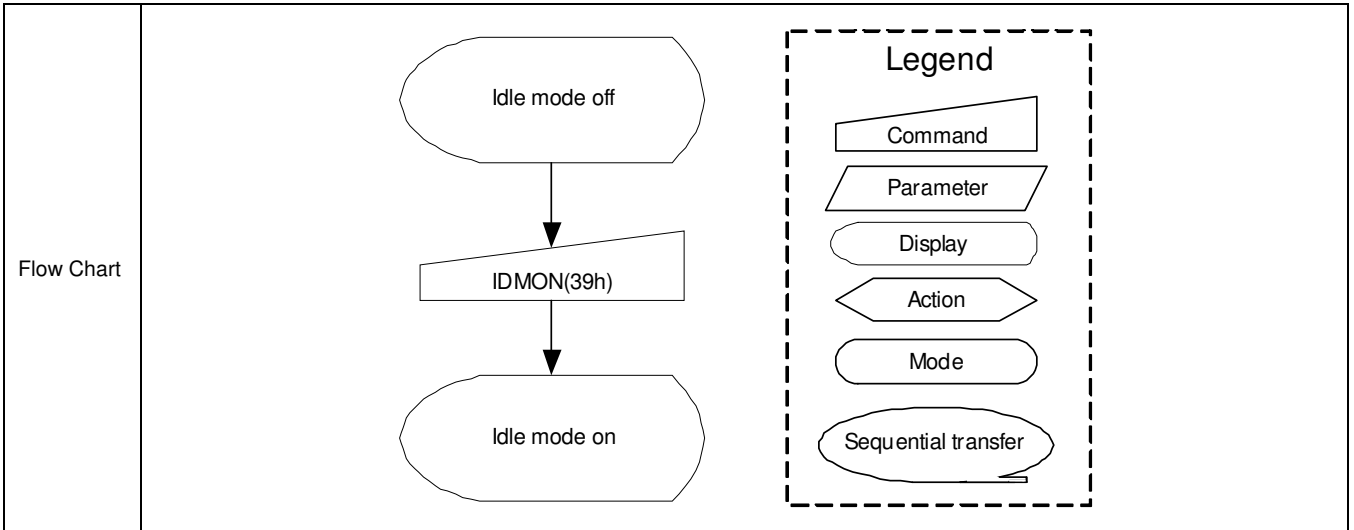 Flow Chart
Idle mode off
IDMON(39h)
Idle mode on
Legend
Command
Parameter
Display
Action
Mode
Sequential transfer